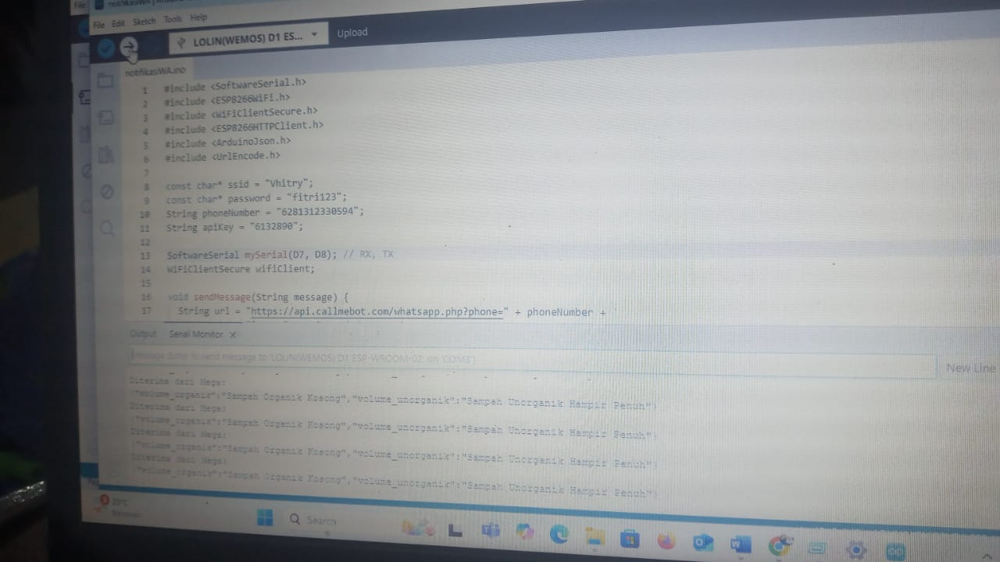 File
notifikasiWA
File Edit Sketch Tools Help
LOLIN(WEMOS) D1 ES...
Upload
notifikasiWA.ino
1 #include <SoftwareSerial.h>
2 #include <ESP8266WiFi.h>
3 #include <WiFiClientSecure.h>
4 #include <ESP8266HTTPClient.h>
5 #include <ArduinoJson.h>
6 #include <UrlEncode.h>
7
8 const char* ssid = "Vhitry";
9 const char* password = "fitri123";
10 String phoneNumber = "6281312330594";
11 String apiKey = "6132890";
12
13 SoftwareSerial mySerial(D7, D8); // RX, TX
14 WiFiClientSecure wifiClient;
15
16 void sendMessage(String message) {
17 String url = "https://api.callmebot.com/whatsapp.php?phone=" + phoneNumber +
Output Serial Monitor X
Message (Enter to send message to 'LOLIN(WEMOS) D1 ESP-WROOM-02' on 'COM3')
New Line
Diterima dari Mega:
{"volume_organik":"Sampah Organik Kosong","volume_unorganik":"Sampah Unorganik Hampir Penuh"}
Diterima dari Mega:
{"volume_organik":"Sampah Organik Kosong","volume_unorganik":"Sampah Unorganik Hampir Penuh"}
Diterima dari Mega:
{"volume_organik":"Sampah Organik Kosong","volume_unorganik":"Sampah Unorganik Hampir Penuh"}
Diterima dari Mega:
{"volume_organik":"Sampah Organik Kosong","volume_unorganik":"Sampah Unorganik Hampir Penuh"}
Search